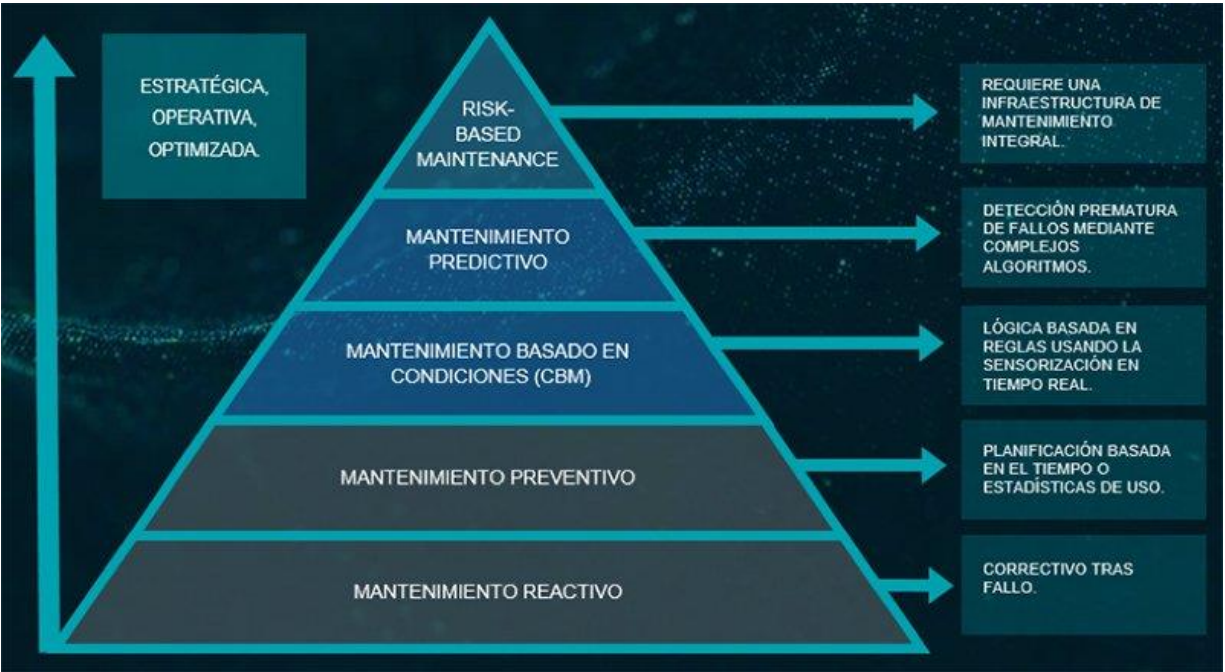 ESTRATÉGICA,
OPERATIVA,
OPTIMIZADA.
RISK-
BASED
MAINTENANCE
REQUIERE UNA
INFRAESTRUCTURA DE
MANTENIMIENTO
INTEGRAL.
MANTENIMIENTO
PREDICTIVO
DETECCIÓN PREMATURA
DE FALLOS MEDIANTE
COMPLEJOS
ALGORITMOS.
MANTENIMIENTO BASADO EN
CONDICIONES (CBM)
LÓGICA BASADA EN
REGLAS USANDO LA
SENSORIZACIÓN EN
TIEMPO REAL.
MANTENIMIENTO PREVENTIVO
PLANIFICACIÓN BASADA
EN EL TIEMPO O
ESTADÍSTICAS DE USO.
MANTENIMIENTO REACTIVO
CORRECTIVO TRAS
FALLO.